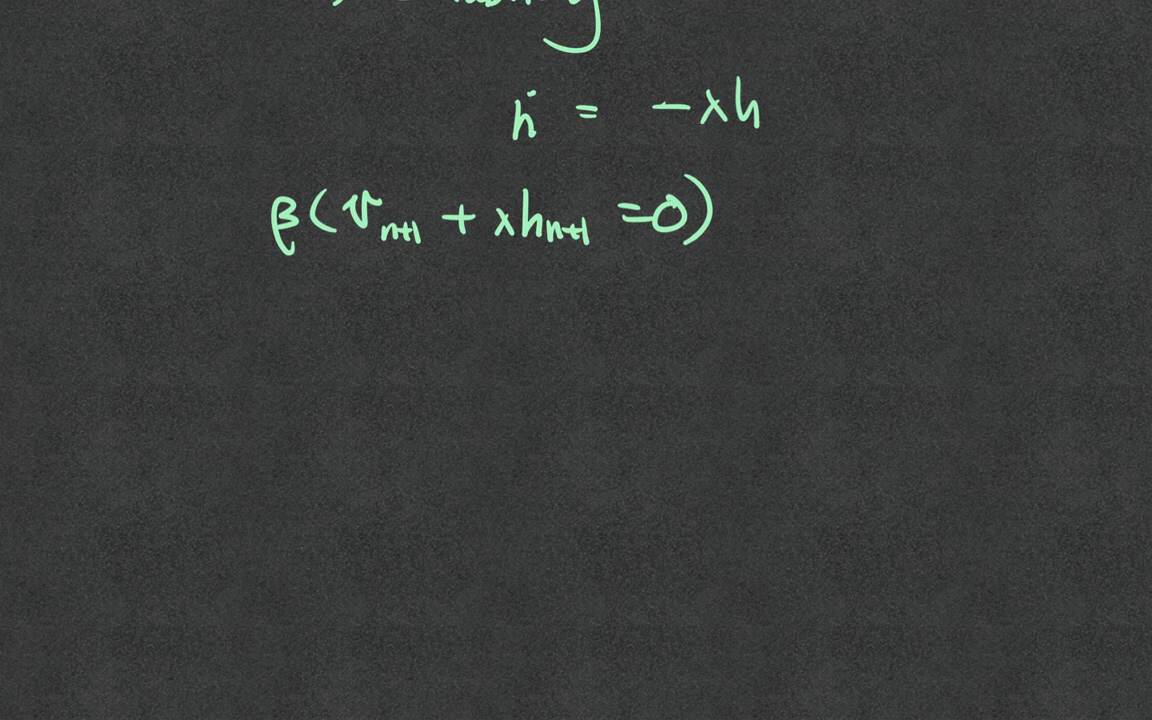 ḣ = -λh
β(v_{n+1} + λh_{n+1} =0)